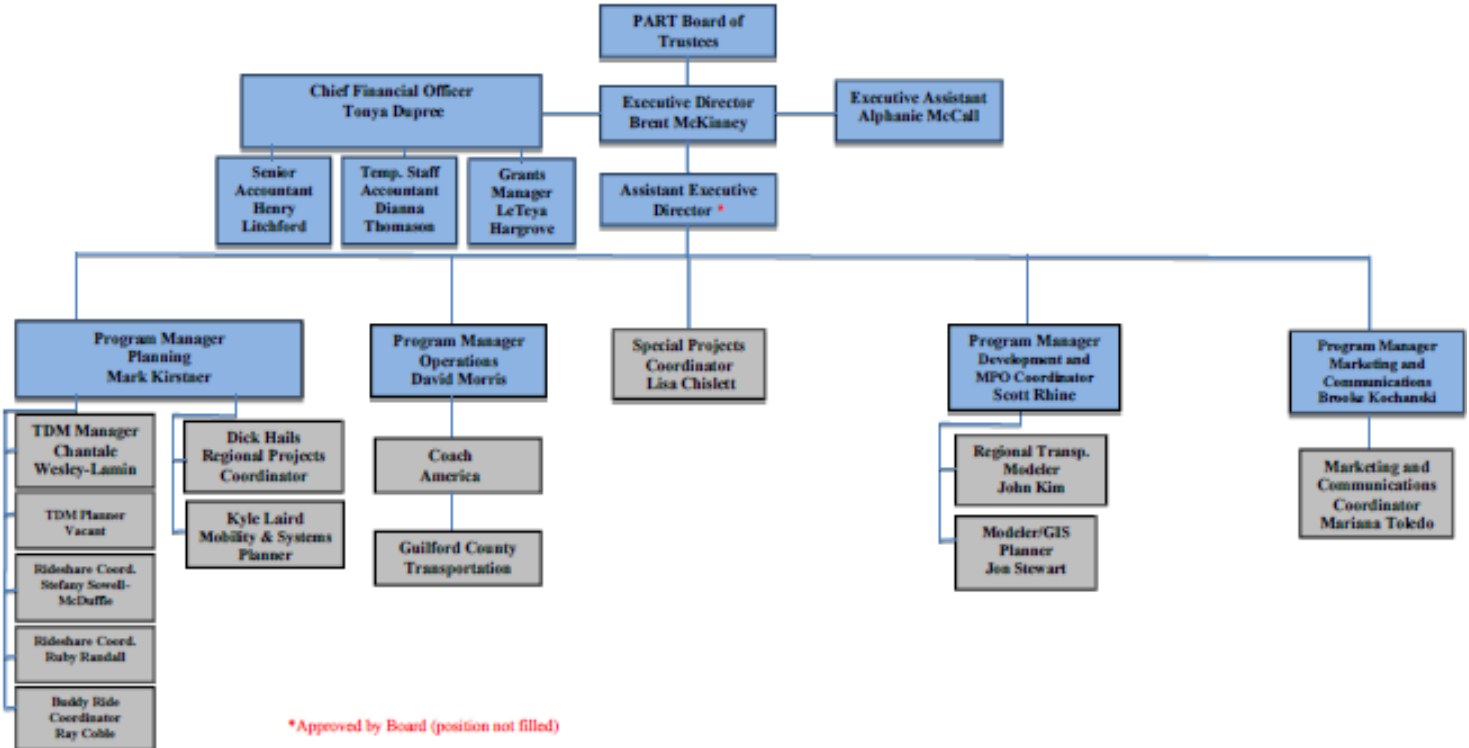 PART Board of
Trustees
Chief Financial Officer
Tonya Dupree
Executive Director
Brent McKinney
Executive Assistant
Alphanie McCall
Senior
Accountant
Henry
Litchford
Temp. Staff
Accountant
Dianna
Thomason
Grants
Manager
LeTeya
Hargrove
Assistant Executive
Director *
Program Manager
Planning
Mark Kirstner
Program Manager
Operations
David Morris
Special Projects
Coordinator
Lisa Chislett
Program Manager
Development and
MPO Coordinator
Scott Rhine
Program Manager
Marketing and
Communications
Brooke Kochanski
TDM Manager
Chantale
Wesley-Lamin
TDM Planner
Vacant
Rideshare Coord.
Stefany Sowell-
McDuffie
Rideshare Coord.
Ruby Randall
Buddy Ride
Coordinator
Ray Coble
Dick Hails
Regional Projects
Coordinator
Kyle Laird
Mobility & Systems
Planner
Coach
America
Guilford County
Transportation
Regional Transp.
Modeler
John Kim
Modeler/GIS
Planner
Jon Stewart
Marketing and
Communications
Coordinator
Mariana Toledo
*Approved by Board (position not filled)